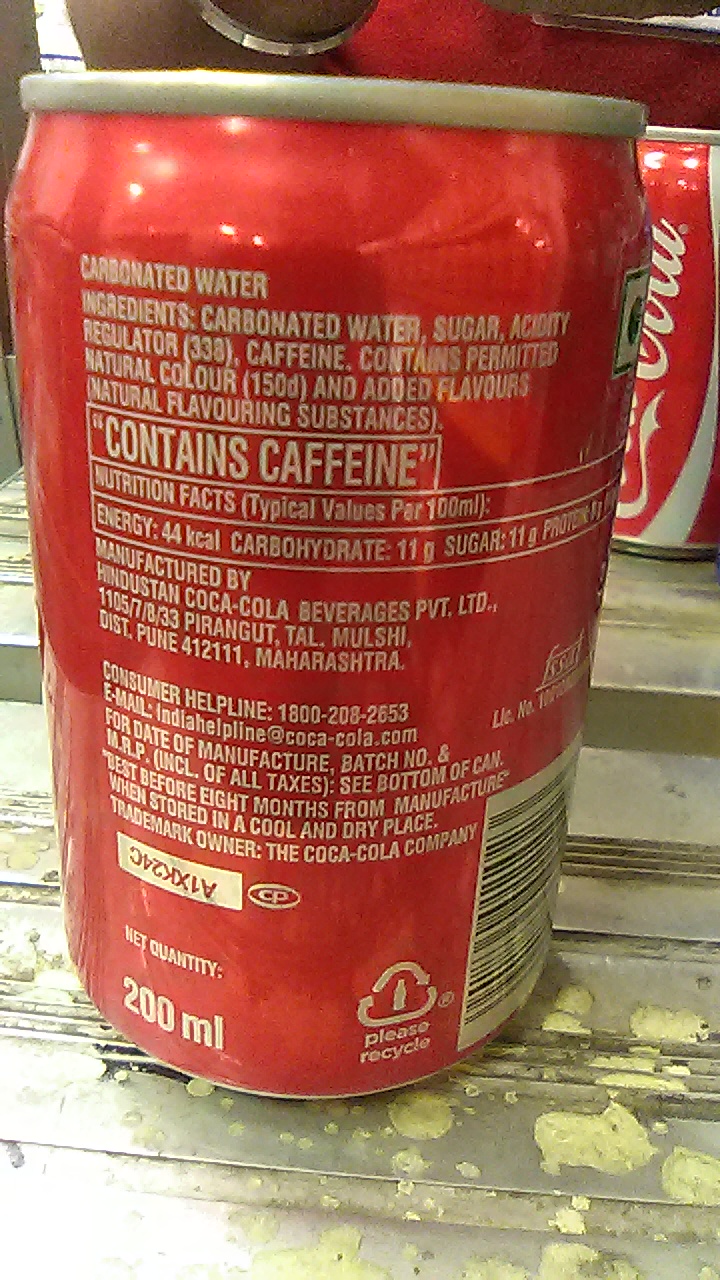 CARBONATED WATER
INGREDIENTS: CARBONATED WATER, SUGAR, ACIDITY
REGULATOR (338), CAFFEINE. CONTAINS PERMITTED
NATURAL COLOUR (150d) AND ADDED FLAVOURS
(NATURAL FLAVOURING SUBSTANCES).
"CONTAINS CAFFEINE"
NUTRITION FACTS (Typical Values Per 100ml):
ENERGY: 44 kcal CARBOHYDRATE: 11 g SUGAR: 11 g
MANUFACTURED BY
HINDUSTAN COCA-COLA BEVERAGES PVT. LTD.,
1105/7/8/33 PIRANGUT, TAL. MULSHI,
DIST. PUNE 412111, MAHARASHTRA.
fssai
Lic. No.
CONSUMER HELPLINE: 1800-208-2653
E-MAIL: indiahelpline@coca-cola.com
FOR DATE OF MANUFACTURE, BATCH NO. &
M.R.P. (INCL. OF ALL TAXES): SEE BOTTOM OF CAN.
"BEST BEFORE EIGHT MONTHS FROM MANUFACTURE"
WHEN STORED IN A COOL AND DRY PLACE.
TRADEMARK OWNER: THE COCA-COLA COMPANY
A1XK24C
CP
NET QUANTITY:
200 ml
please
recycle
Cola